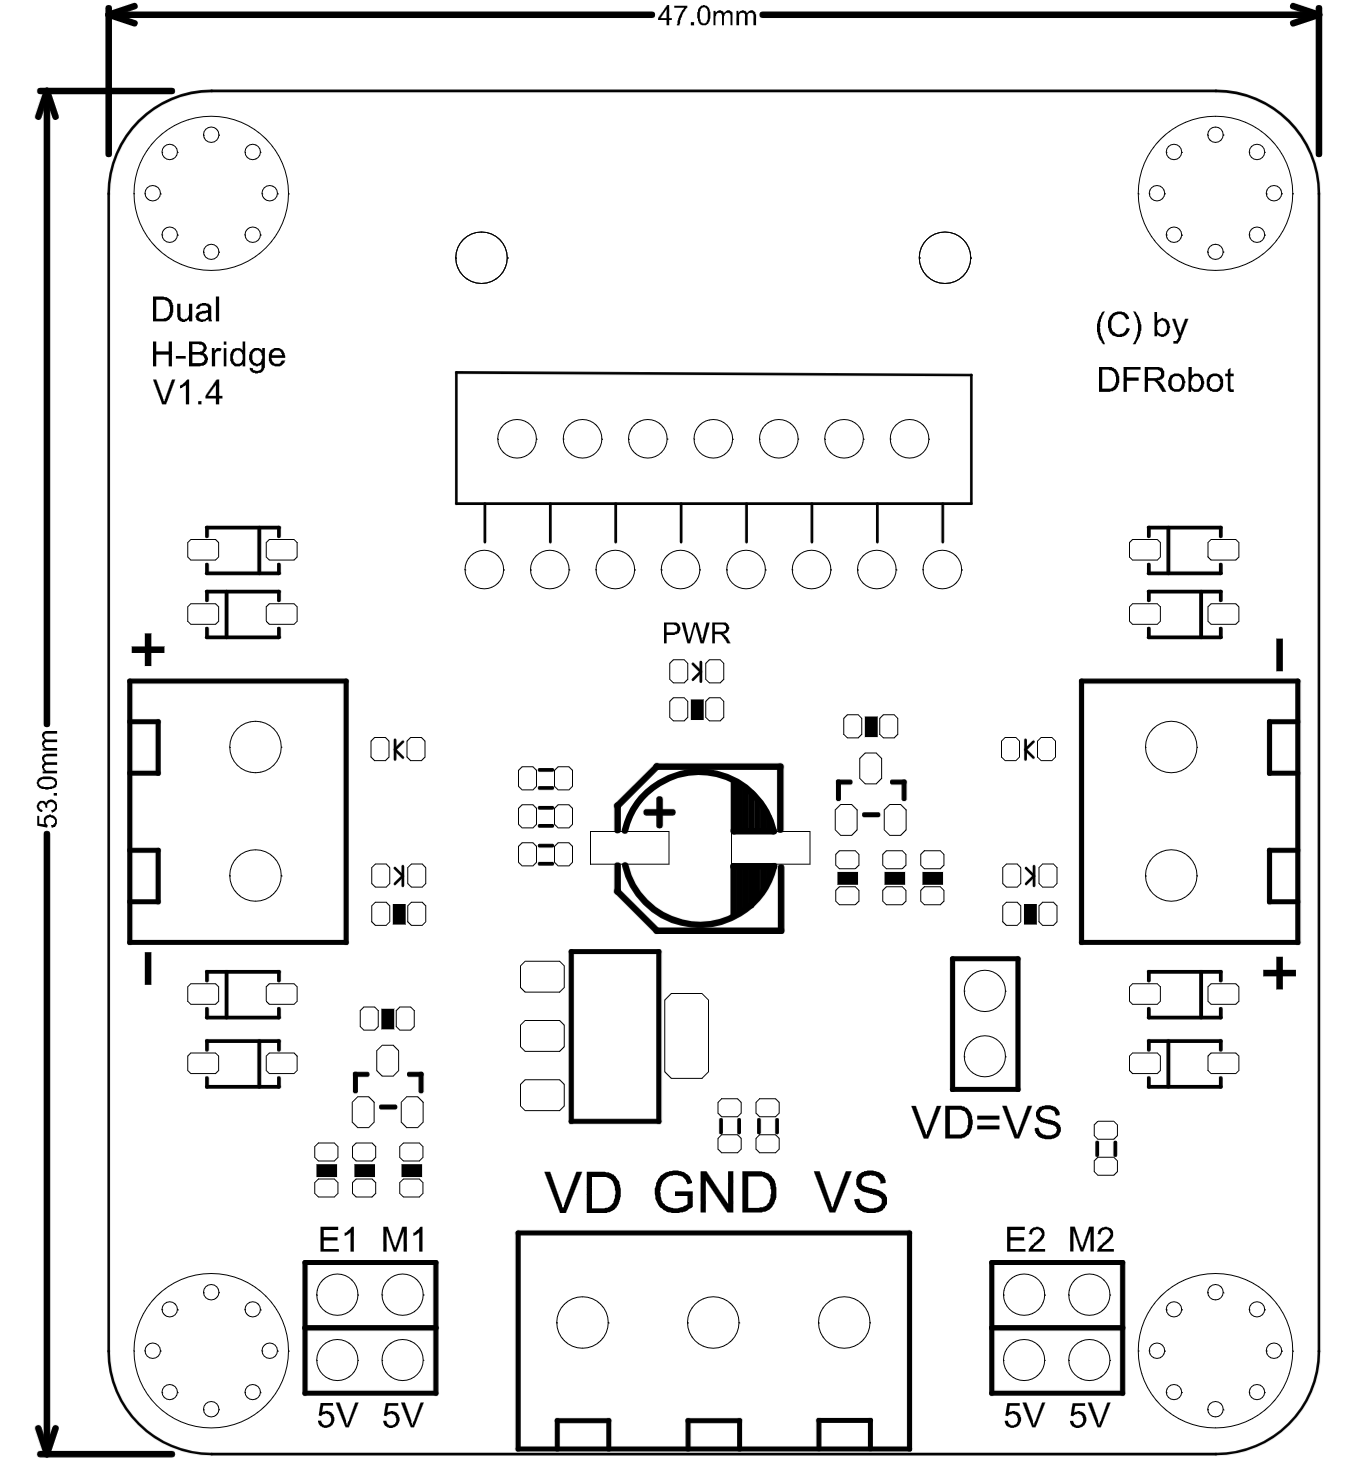 47.0mm
Dual
H-Bridge
V1.4
(C) by
DFRobot
PWR
+
-
53.0mm
+
-
+
VD=VS
VD GND VS
E1 M1
E2 M2
5V 5V
5V 5V